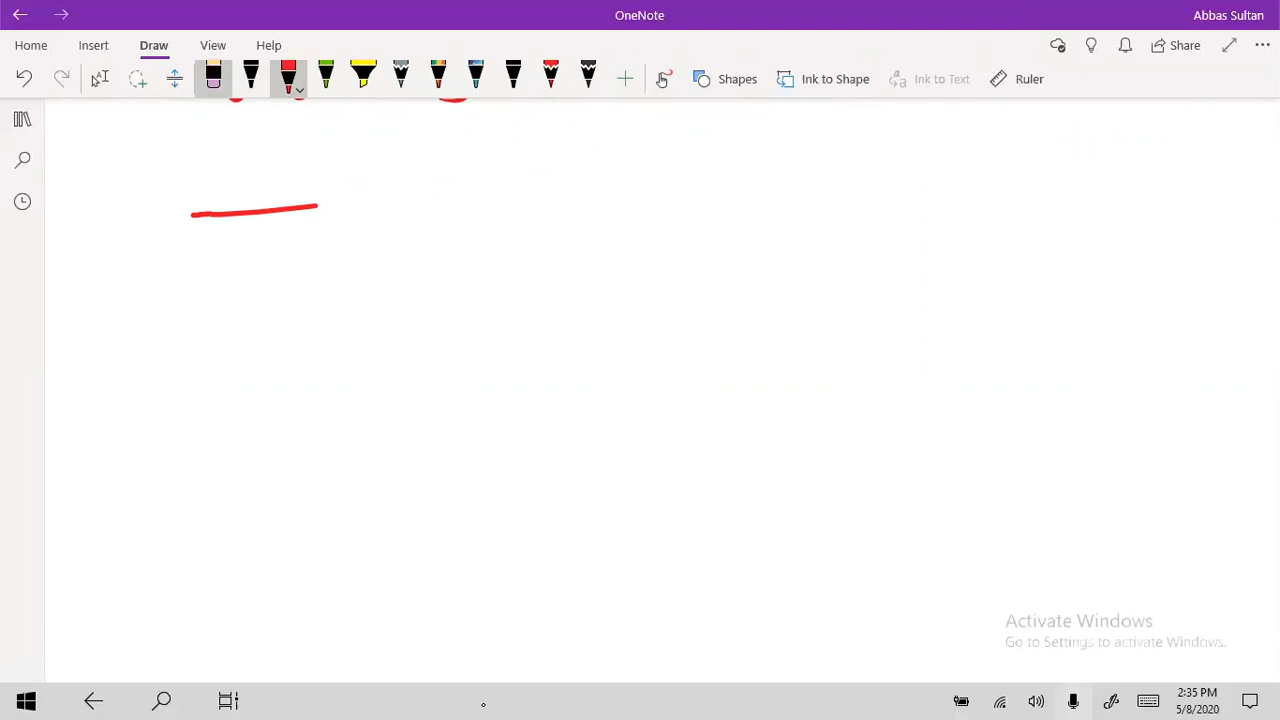 OneNote
Abbas Sultan
Home Insert Draw View Help
Share
Shapes
Ink to Shape
Ink to Text
Ruler
Activate Windows
Go to Settings to activate Windows.
2:35 PM
5/8/2020